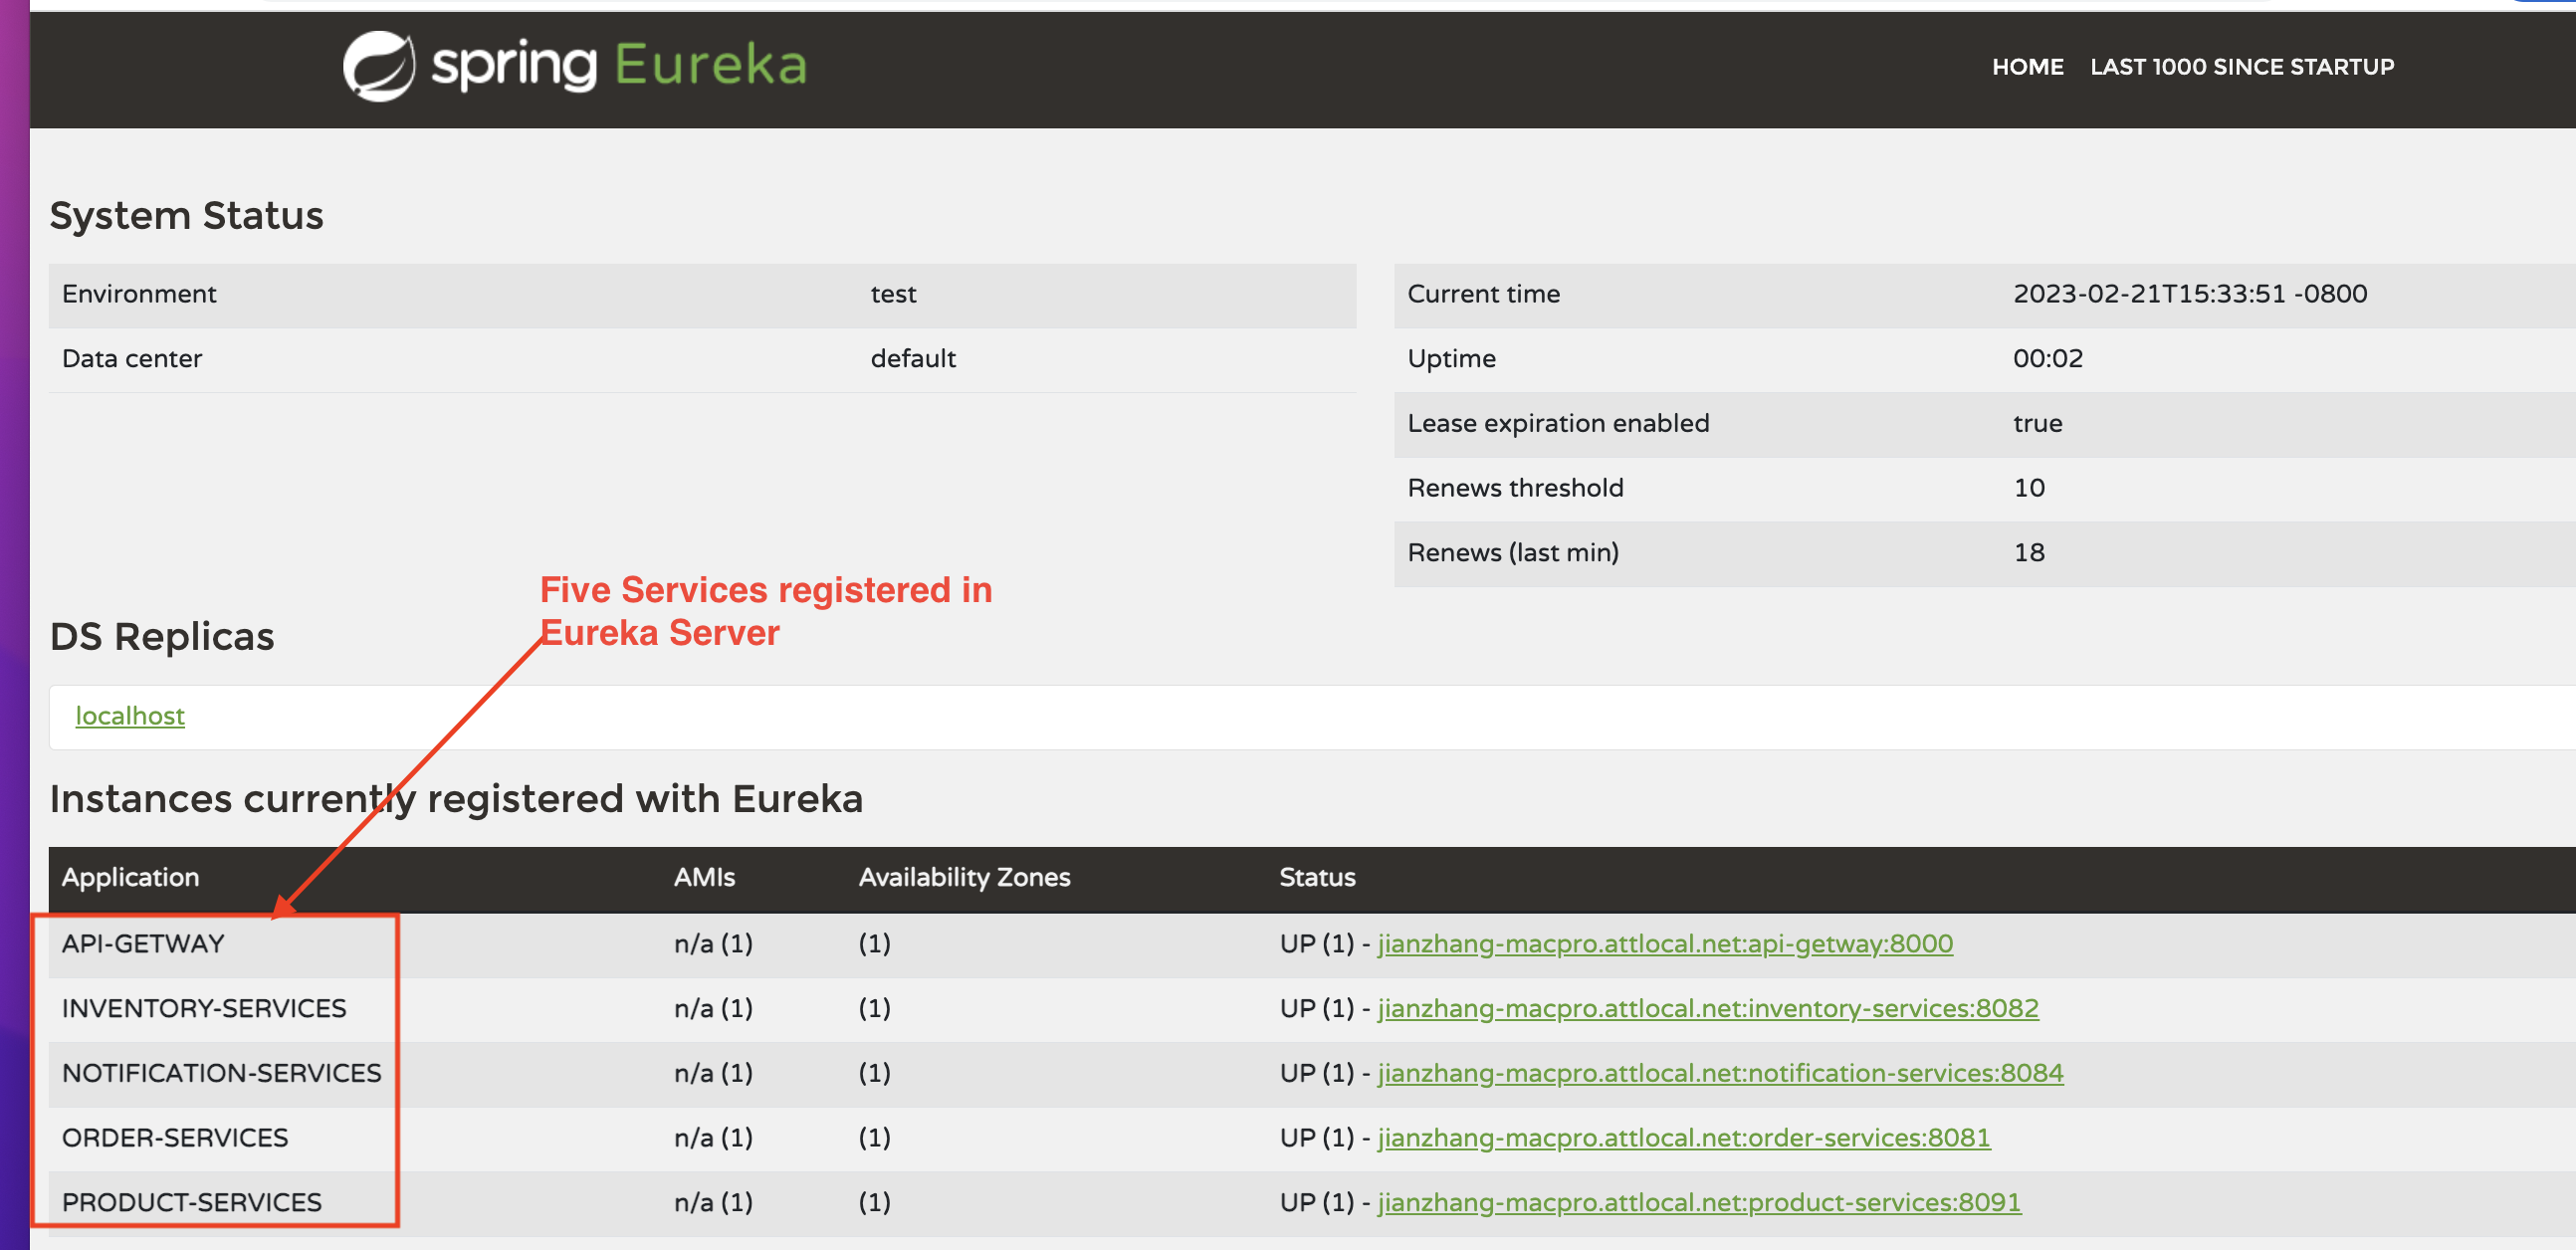 spring Eureka
HOME LAST 1000 SINCE STARTUP
System Status
Environment test
Data center default
Current time 2023-02-21T15:33:51 -0800
Uptime 00:02
Lease expiration enabled true
Renews threshold 10
Renews (last min) 18
Five Services registered in
Eureka Server
DS Replicas
localhost
Instances currently registered with Eureka
Application AMIs Availability Zones Status
API-GETWAY n/a (1) (1) UP (1) - jianzhang-macpro.attlocal.net:api-getway:8000
INVENTORY-SERVICES n/a (1) (1) UP (1) - jianzhang-macpro.attlocal.net:inventory-services:8082
NOTIFICATION-SERVICES n/a (1) (1) UP (1) - jianzhang-macpro.attlocal.net:notification-services:8084
ORDER-SERVICES n/a (1) (1) UP (1) - jianzhang-macpro.attlocal.net:order-services:8081
PRODUCT-SERVICES n/a (1) (1) UP (1) - jianzhang-macpro.attlocal.net:product-services:8091